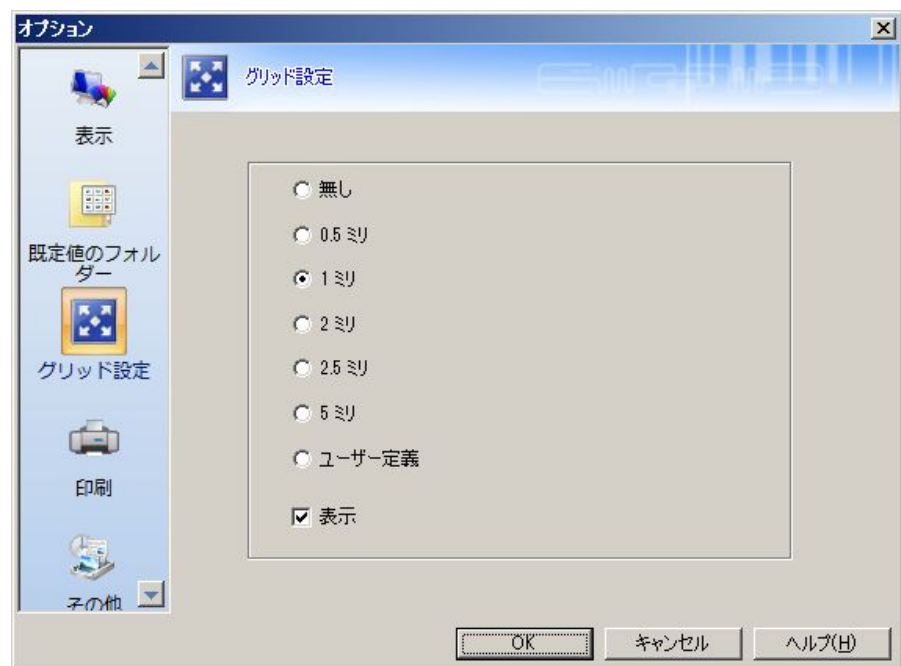 オプション
表示
既定値のフォル
ダー
グリッド設定
印刷
その他
グリッド設定
無し
0.5 ミリ
1 ミリ
2 ミリ
2.5 ミリ
5 ミリ
ユーザー定義
表示
OK
キャンセル
ヘルプ(H)